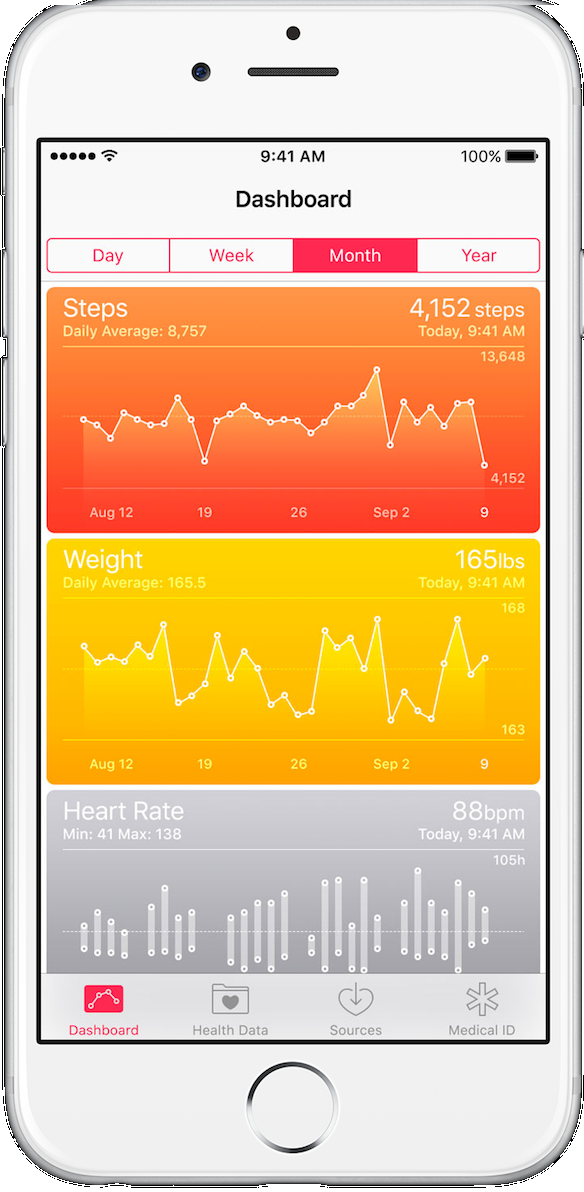 9:41 AM 100%
Dashboard
Day Week Month Year
Steps 4,152 steps
Daily Average: 8,757 Today, 9:41 AM
13,648
4,152
Aug 12 19 26 Sep 2 9
Weight 165lbs
Daily Average: 165.5 Today, 9:41 AM
168
163
Aug 12 19 26 Sep 2 9
Heart Rate 88bpm
Min: 41 Max: 138 Today, 9:41 AM
105h
Dashboard Health Data Sources Medical ID